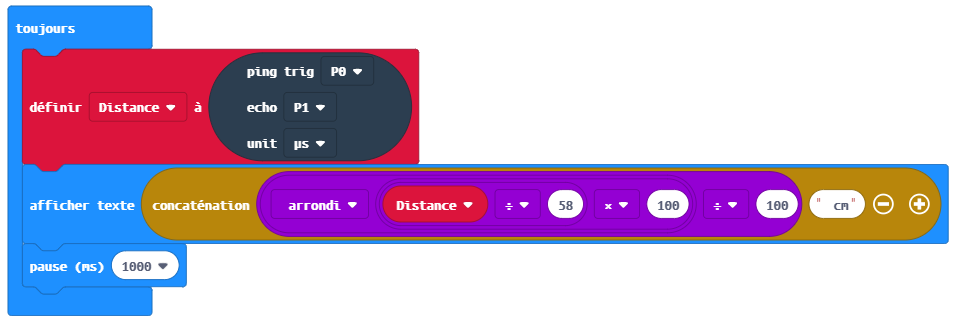 toujours
ping trig P0
définir Distance à echo P1
unit µs
afficher texte concaténation arrondi Distance ÷ 58 × 100 ÷ 100 " cm"
pause (ms) 1000